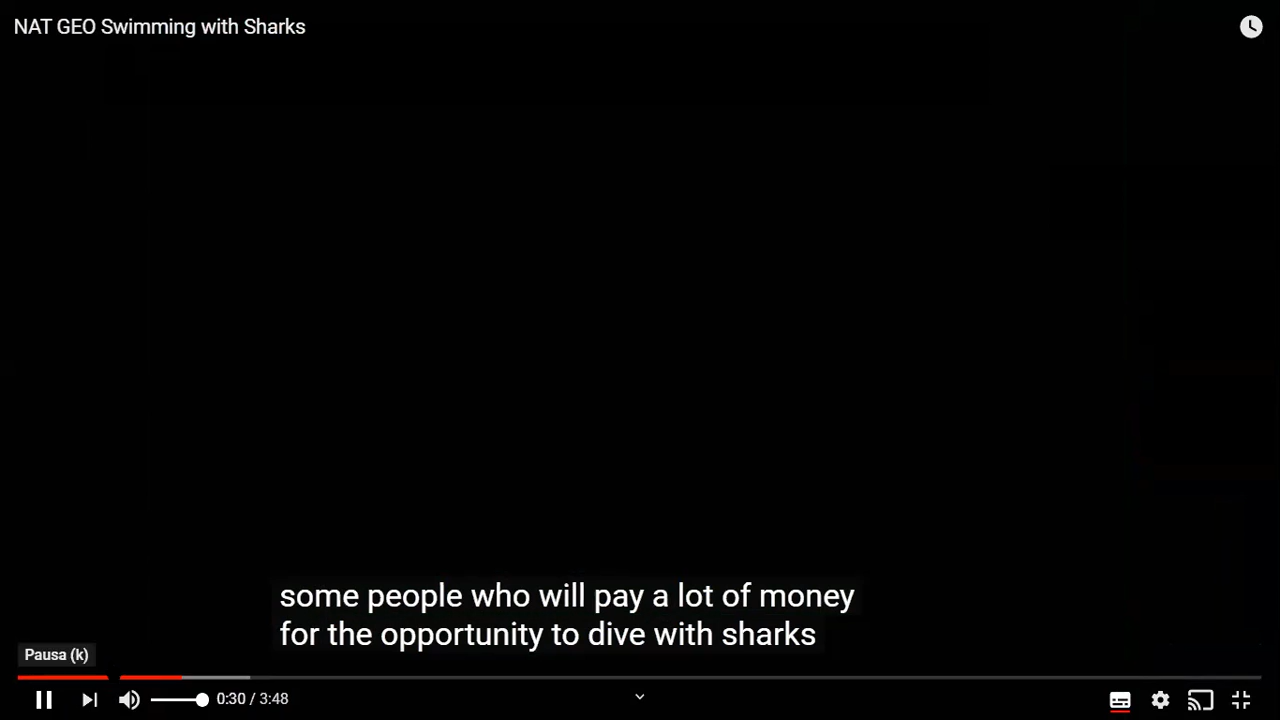 NAT GEO Swimming with Sharks
some people who will pay a lot of money
for the opportunity to dive with sharks
Pausa (k)
0:30 / 3:48